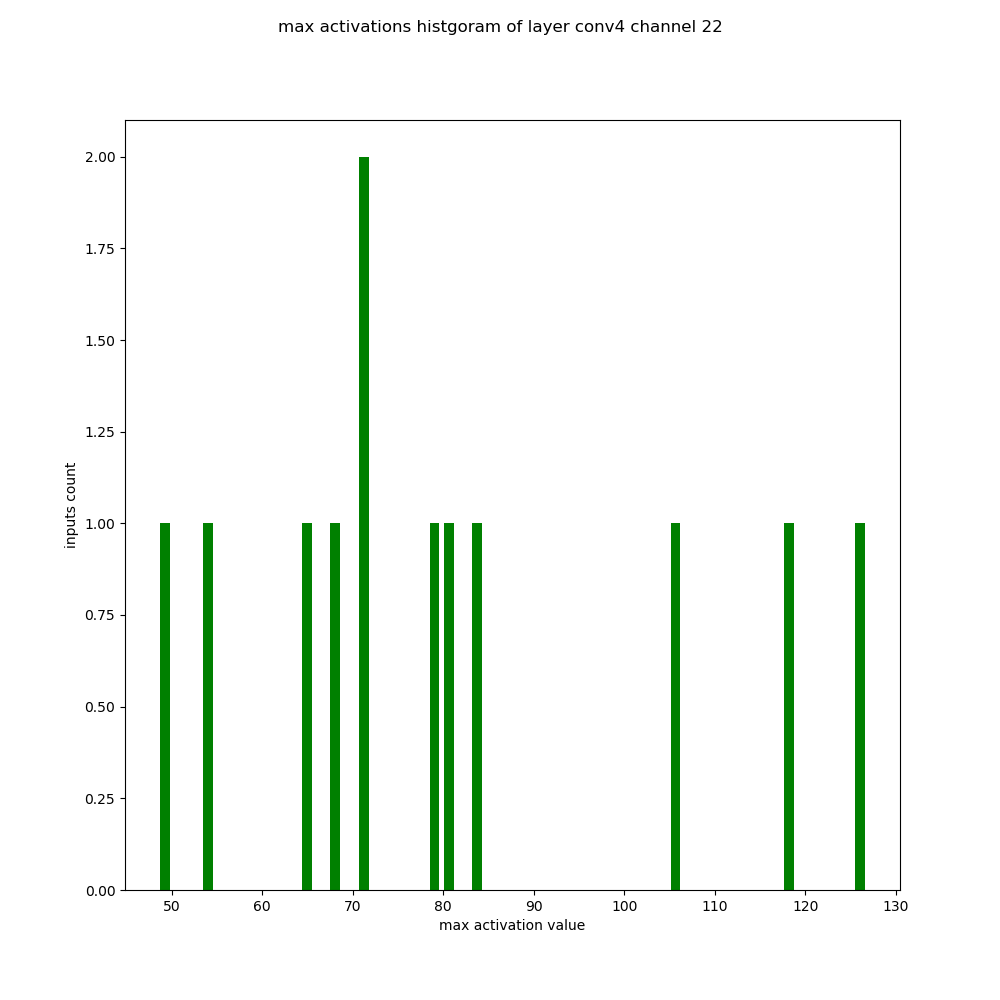 max activations histgoram of layer conv4 channel 22
2.00
1.75
1.50
1.25
1.00
0.75
0.50
0.25
0.00
inputs count
50 60 70 80 90 100 110 120 130
max activation value